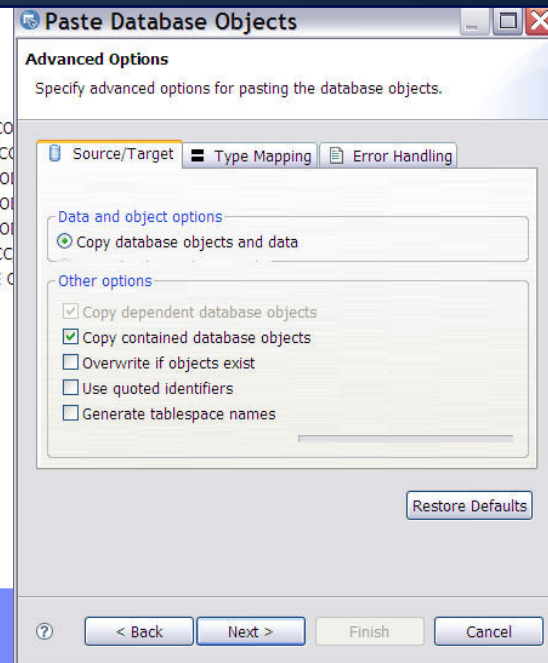 Paste Database Objects
Advanced Options
Specify advanced options for pasting the database objects.
Source/Target Type Mapping Error Handling
Data and object options
Copy database objects and data
Other options
Copy dependent database objects
Copy contained database objects
Overwrite if objects exist
Use quoted identifiers
Generate tablespace names
Restore Defaults
? < Back Next > Finish Cancel